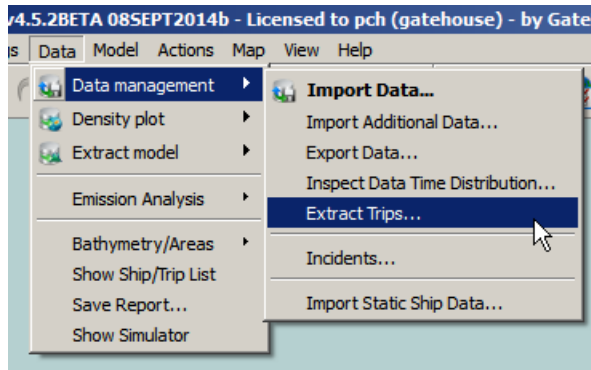 v4.5.2BETA 08SEPT2014b - Licensed to pch (gatehouse) - by Gate
Data Model Actions Map View Help
Data management
Density plot
Extract model
Emission Analysis
Bathymetry/Areas
Show Ship/Trip List
Save Report...
Show Simulator
Import Data...
Import Additional Data...
Export Data...
Inspect Data Time Distribution...
Extract Trips...
Incidents...
Import Static Ship Data...